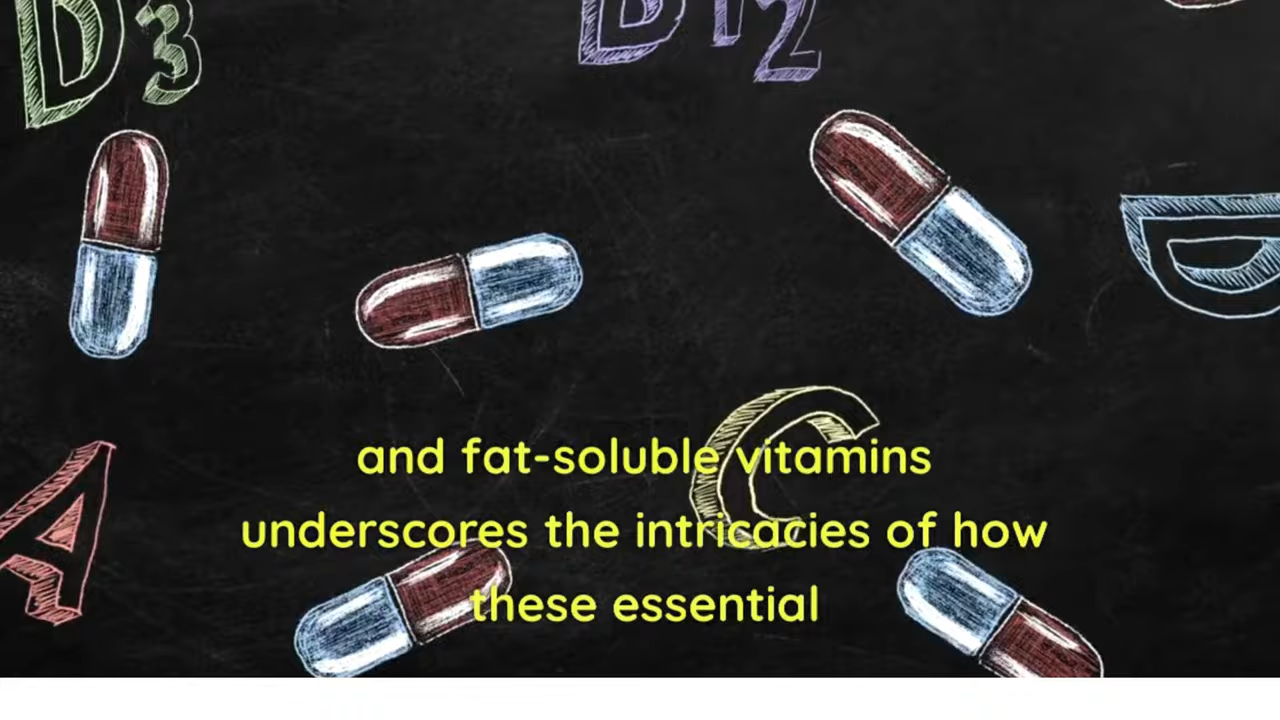 D3
B12
D
C
A
and fat-soluble vitamins
underscores the intricacies of how
these essential